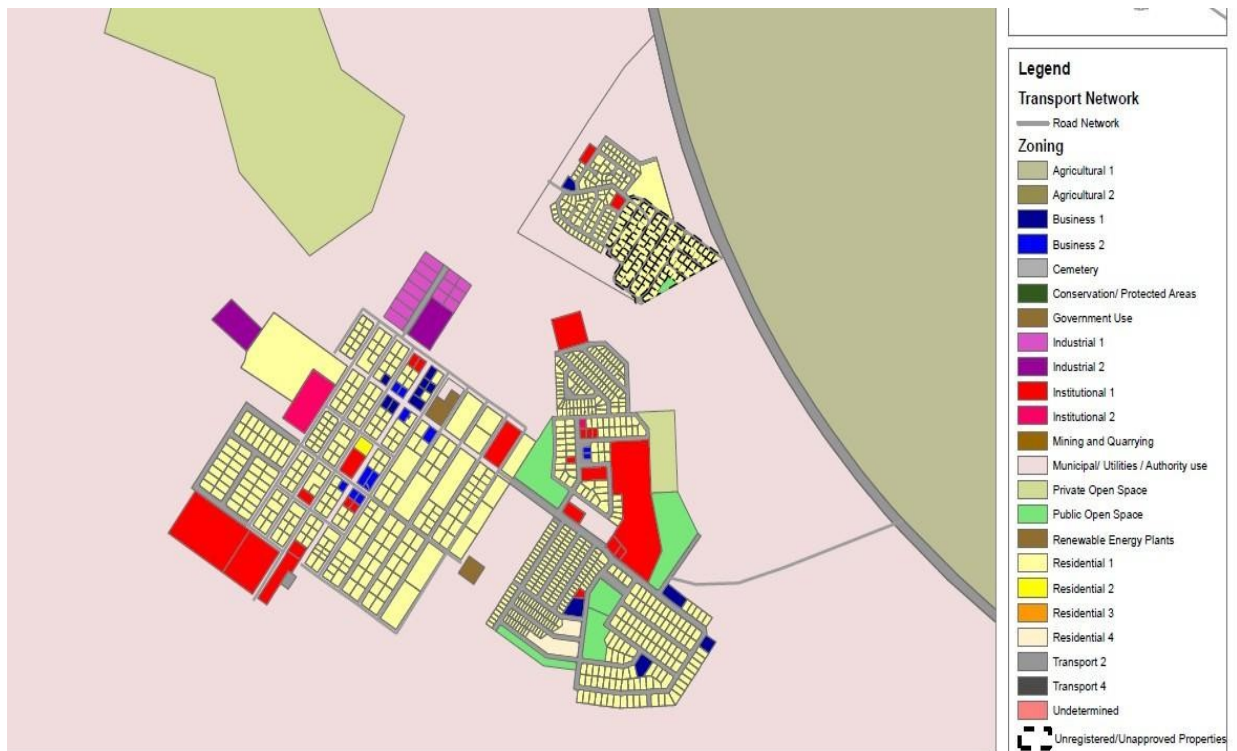 Legend
Transport Network
Road Network
Zoning
Agricultural 1
Agricultural 2
Business 1
Business 2
Cemetery
Conservation/ Protected Areas
Government Use
Industrial 1
Industrial 2
Institutional 1
Institutional 2
Mining and Quarrying
Municipal/ Utilities / Authority use
Private Open Space
Public Open Space
Renewable Energy Plants
Residential 1
Residential 2
Residential 3
Residential 4
Transport 2
Transport 4
Undetermined
Unregistered/Unapproved Properties